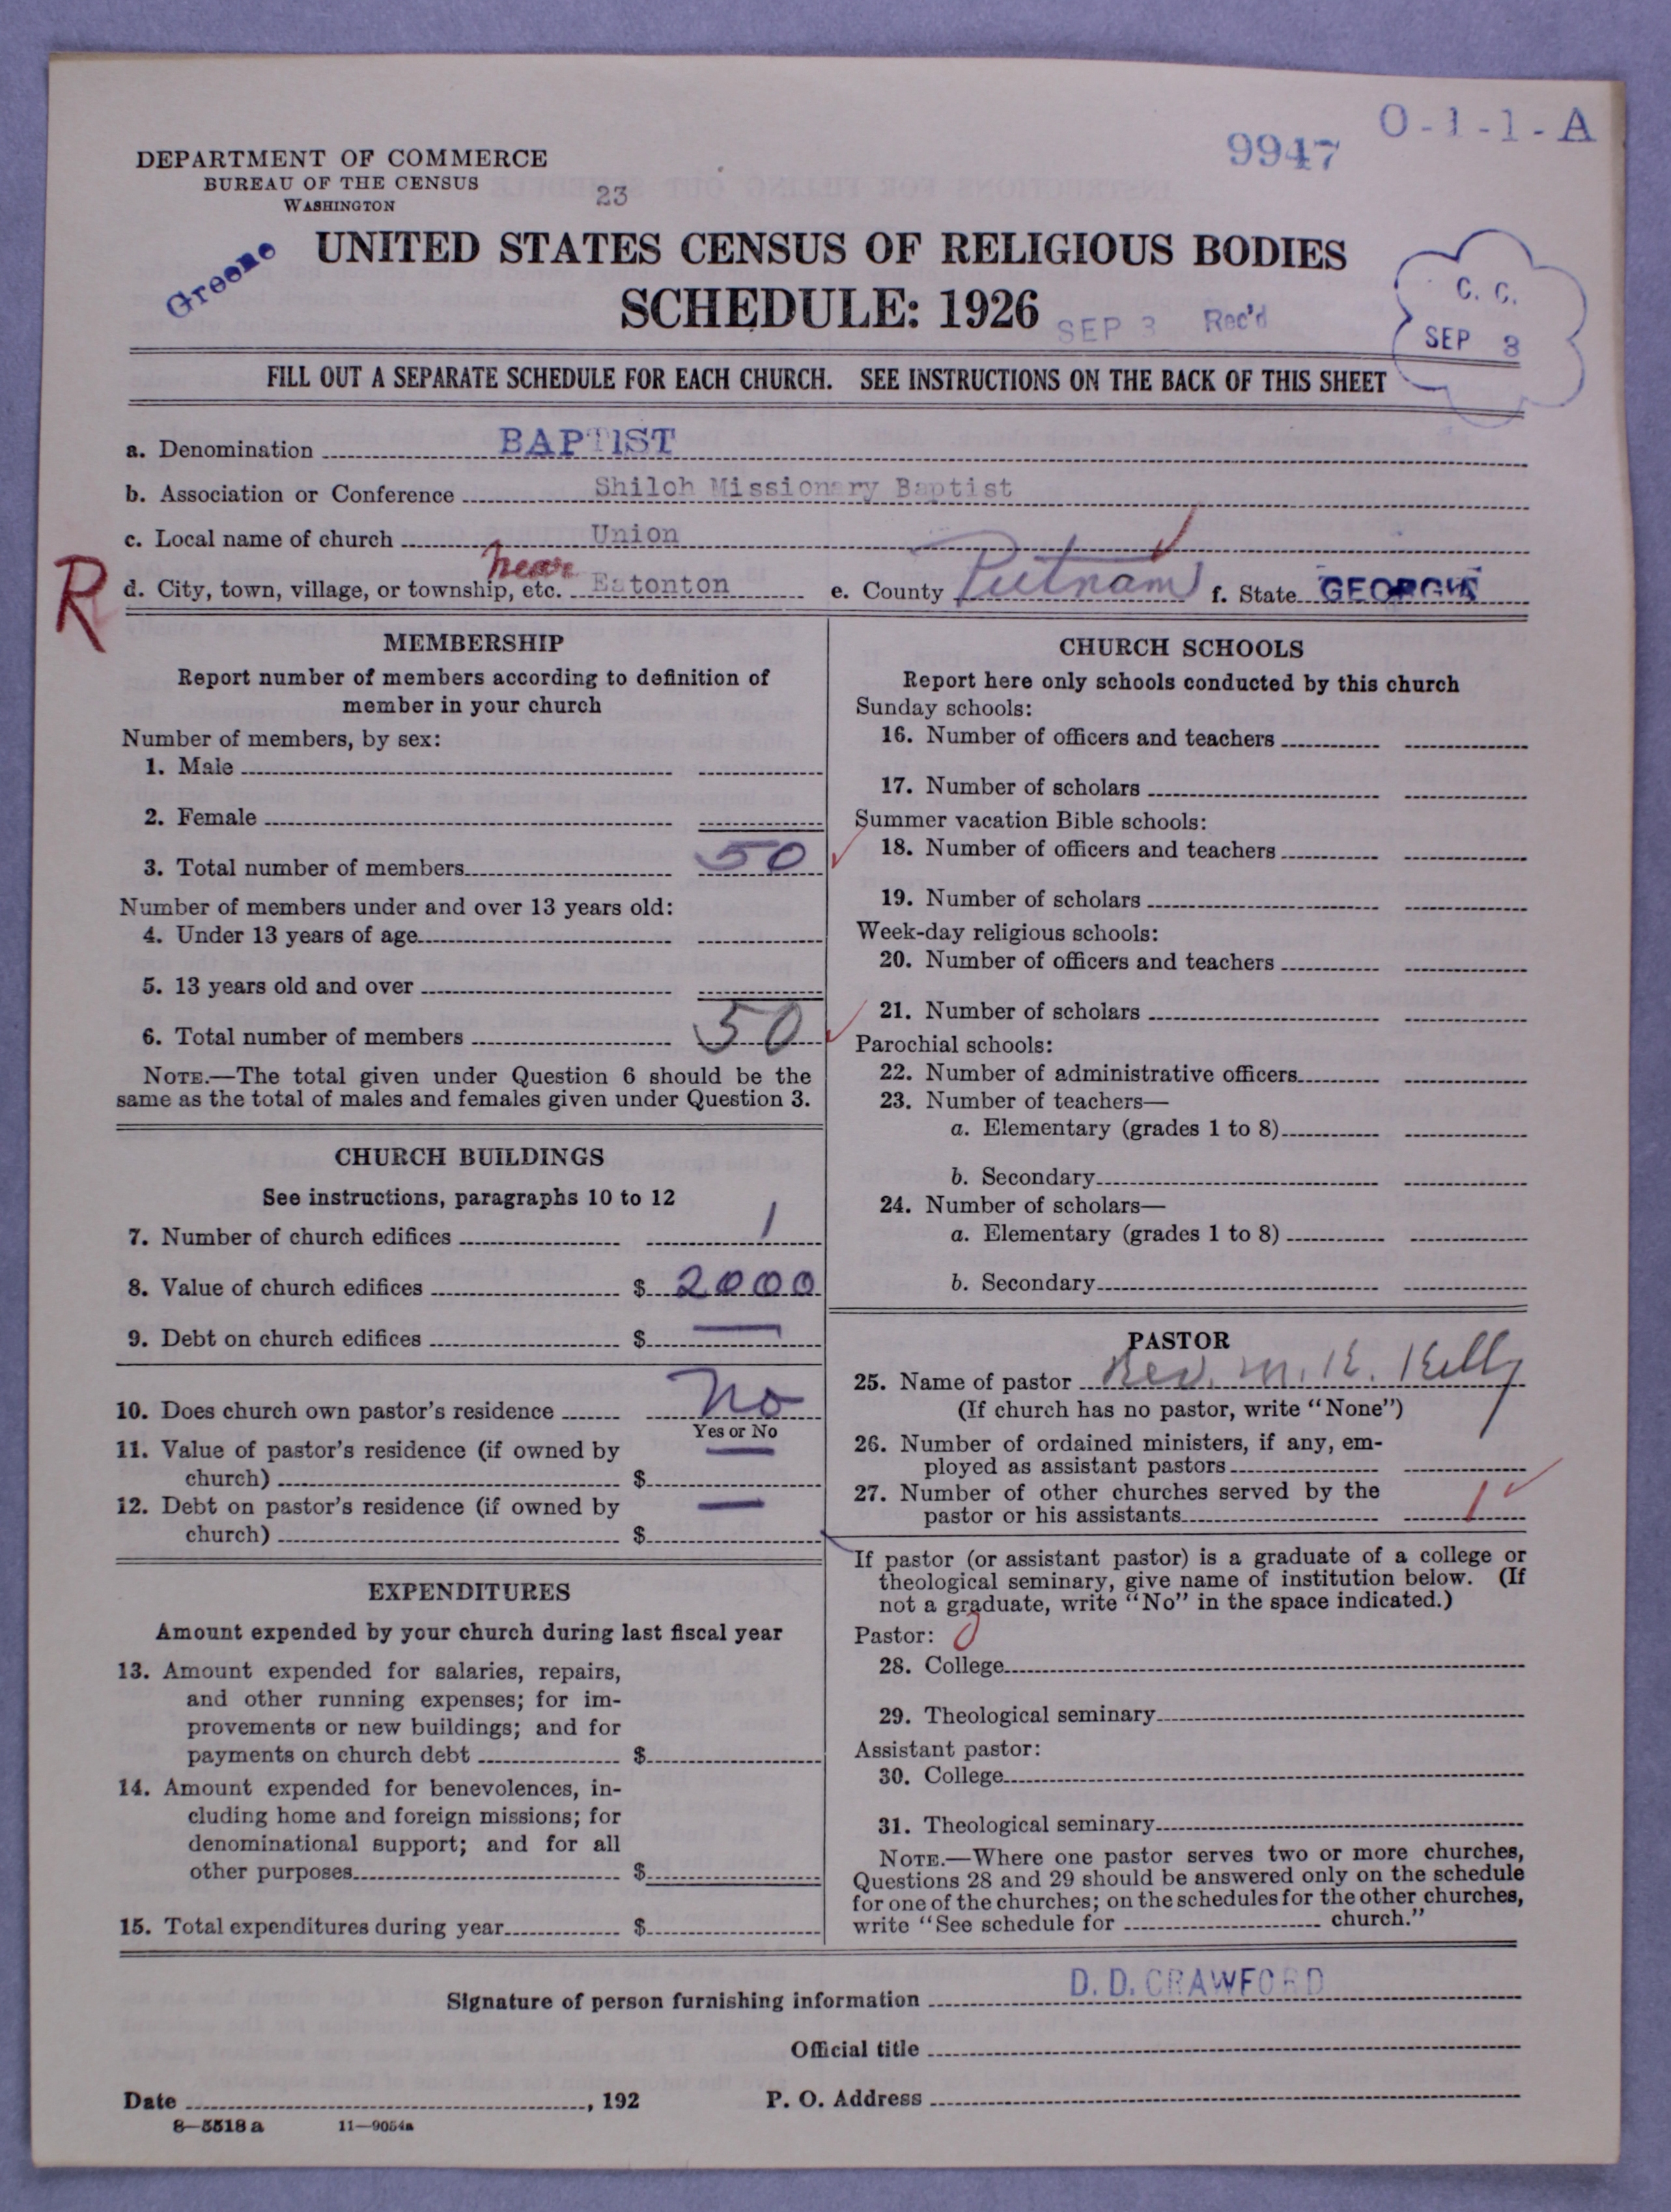 O-1-1-A
9947
DEPARTMENT OF COMMERCE
BUREAU OF THE CENSUS
WASHINGTON
23
Greene
UNITED STATES CENSUS OF RELIGIOUS BODIES
SCHEDULE: 1926
SEP 3 Rec'd
C. C.
SEP 3
FILL OUT A SEPARATE SCHEDULE FOR EACH CHURCH. SEE INSTRUCTIONS ON THE BACK OF THIS SHEET
a. Denomination BAPTIST
b. Association or Conference Shiloh Missionary Baptist
c. Local name of church Union
R
d. City, town, village, or township, etc. near Eatonton e. County Putnam f. State GEORGIA
MEMBERSHIP
Report number of members according to definition of
member in your church
Number of members, by sex:
1. Male
2. Female
3. Total number of members 50
Number of members under and over 13 years old:
4. Under 13 years of age
5. 13 years old and over
6. Total number of members 50
NOTE.—The total given under Question 6 should be the
same as the total of males and females given under Question 3.
CHURCH BUILDINGS
See instructions, paragraphs 10 to 12
7. Number of church edifices 1
8. Value of church edifices $ 2000
9. Debt on church edifices $ —
10. Does church own pastor's residence No
Yes or No
11. Value of pastor's residence (if owned by
church) $ —
12. Debt on pastor's residence (if owned by
church) $ —
EXPENDITURES
Amount expended by your church during last fiscal year
13. Amount expended for salaries, repairs,
and other running expenses; for im-
provements or new buildings; and for
payments on church debt $
14. Amount expended for benevolences, in-
cluding home and foreign missions; for
denominational support; and for all
other purposes $
15. Total expenditures during year $
CHURCH SCHOOLS
Report here only schools conducted by this church
Sunday schools:
16. Number of officers and teachers
17. Number of scholars
Summer vacation Bible schools:
18. Number of officers and teachers
19. Number of scholars
Week-day religious schools:
20. Number of officers and teachers
21. Number of scholars
Parochial schools:
22. Number of administrative officers
23. Number of teachers—
a. Elementary (grades 1 to 8)
b. Secondary
24. Number of scholars—
a. Elementary (grades 1 to 8)
b. Secondary
PASTOR
25. Name of pastor Rev. M. K. Kelly
(If church has no pastor, write "None")
26. Number of ordained ministers, if any, em-
ployed as assistant pastors
27. Number of other churches served by the
pastor or his assistants 1
If pastor (or assistant pastor) is a graduate of a college or
theological seminary, give name of institution below. (If
not a graduate, write "No" in the space indicated.)
Pastor: 0
28. College
29. Theological seminary
Assistant pastor:
30. College
31. Theological seminary
NOTE.—Where one pastor serves two or more churches,
Questions 28 and 29 should be answered only on the schedule
for one of the churches; on the schedules for the other churches,
write "See schedule for church."
Signature of person furnishing information D. D. CRAWFORD
Official title
Date , 192 P. O. Address
8—5518 a 11—9054a